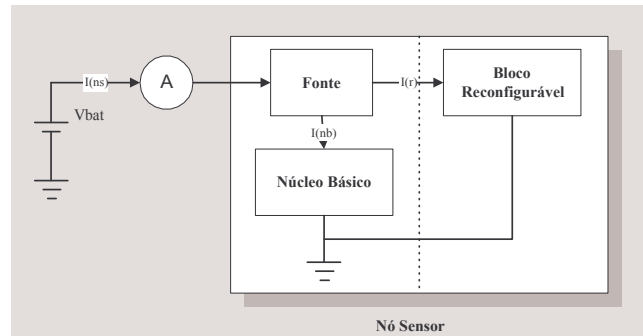 I(ns)
A
Fonte
I(r)
Bloco
Reconfigurável
Vbat
I(nb)
Núcleo Básico
Nó Sensor